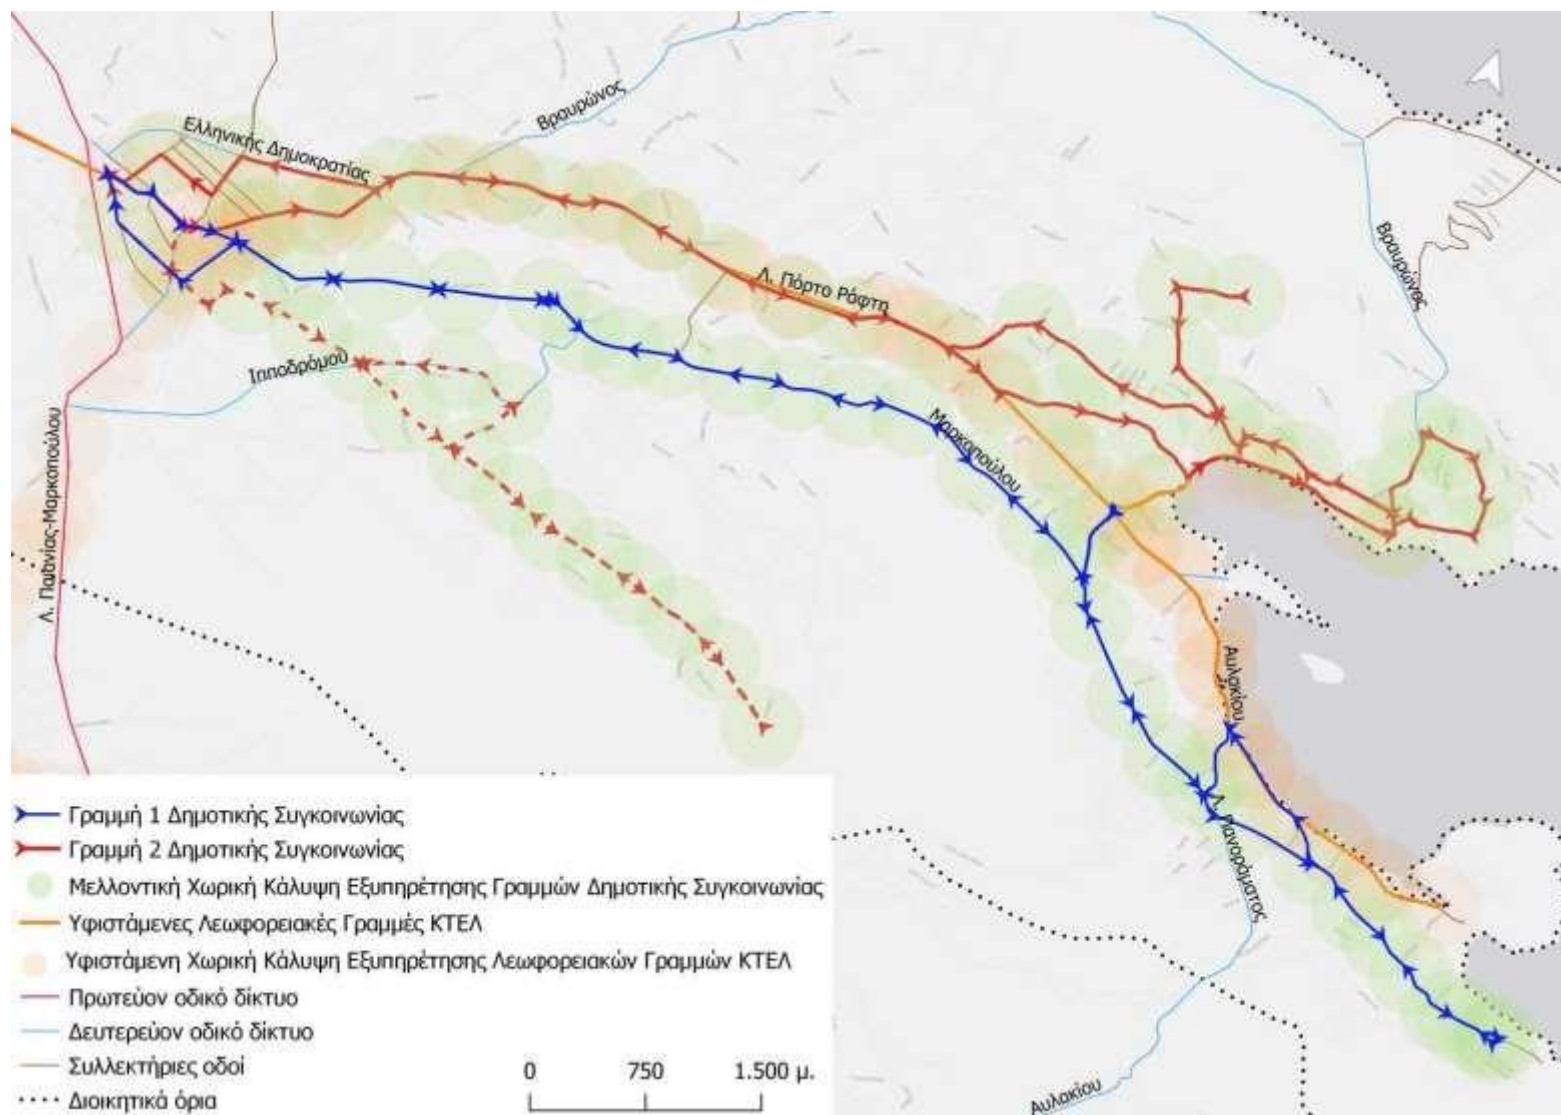 Βραυρώνος
Ελληνικής Δημοκρατίας
Βραυρώνος
Λ. Πόρτο Ράφτη
Ιπποδρόμου
Μαρκοπούλου
Λ. Παιανίας-Μαρκοπούλου
Αυλακίου
Λ. Πανοράματος
Αυλακίου
Γραμμή 1 Δημοτικής Συγκοινωνίας
Γραμμή 2 Δημοτικής Συγκοινωνίας
Μελλοντική Χωρική Κάλυψη Εξυπηρέτησης Γραμμών Δημοτικής Συγκοινωνίας
Υφιστάμενες Λεωφορειακές Γραμμές ΚΤΕΛ
Υφιστάμενη Χωρική Κάλυψη Εξυπηρέτησης Λεωφορειακών Γραμμών ΚΤΕΛ
Πρωτεύον οδικό δίκτυο
Δευτερεύον οδικό δίκτυο
Συλλεκτήριες οδοί
Διοικητικά όρια
0 750 1.500 μ.